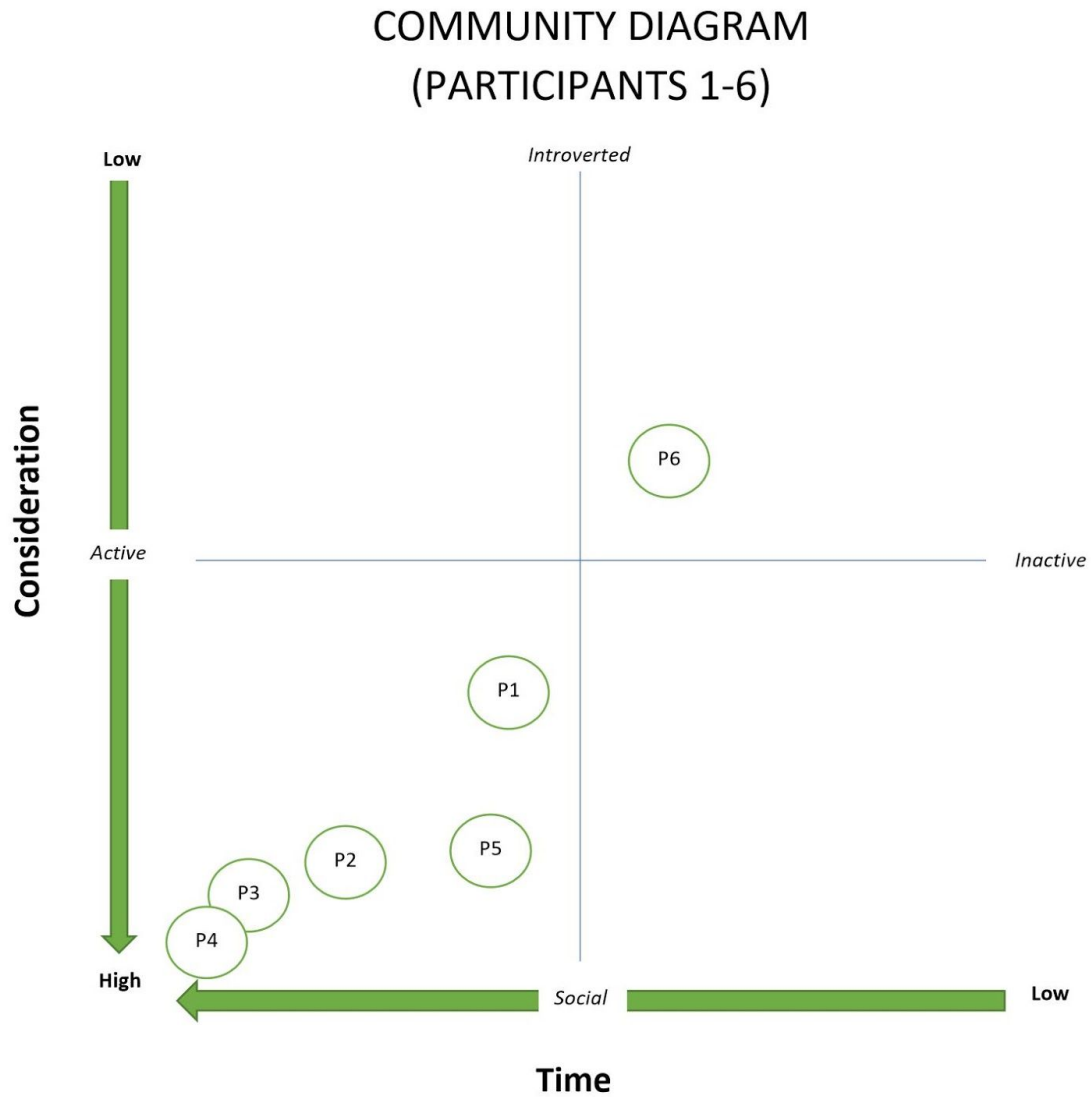 COMMUNITY DIAGRAM
(PARTICIPANTS 1-6)
Low
Introverted
P6
Consideration
Active
Inactive
P1
P5
P2
P3
P4
High
Social
Low
Time